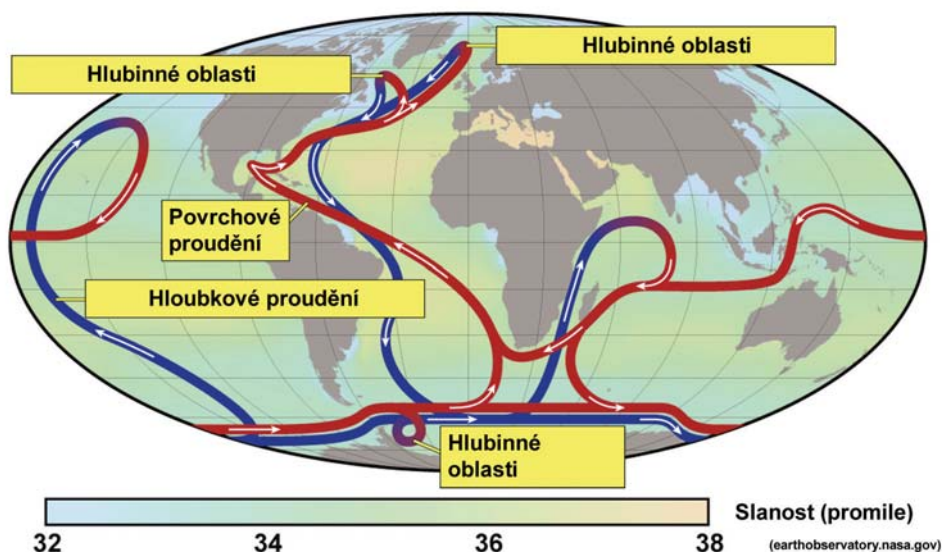 Hlubinné oblasti
Hlubinné oblasti
Povrchové
proudění
Hloubkové proudění
Hlubinné
oblasti
Slanost (promile)
32
34
36
38
(earthobservatory.nasa.gov)